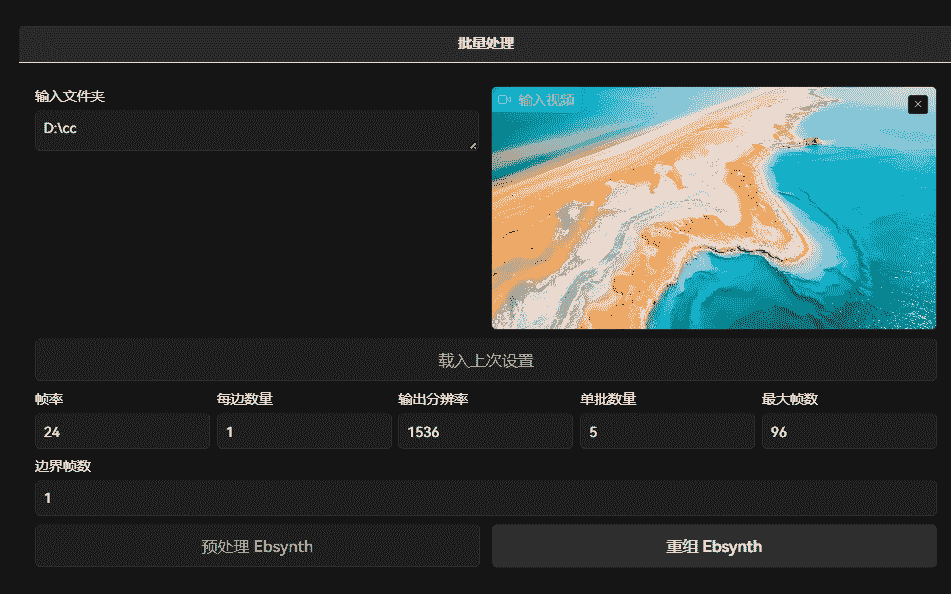 批量处理
输入文件夹
D:\cc
输入视频
载入上次设置
帧率 每边数量 输出分辨率 单批数量 最大帧数
24 1 1536 5 96
边界帧数
1
预处理 Ebsynth 重组 Ebsynth